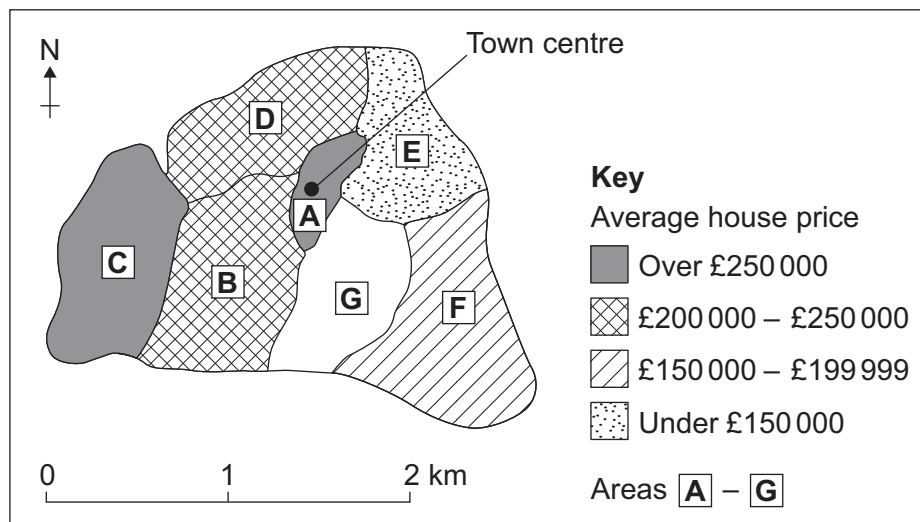 N
Town centre
D
E
A
C
B
G
F
Key
Average house price
Over £250 000
£200 000 – £250 000
£150 000 – £199 999
Under £150 000
Areas A – G
0 1 2 km